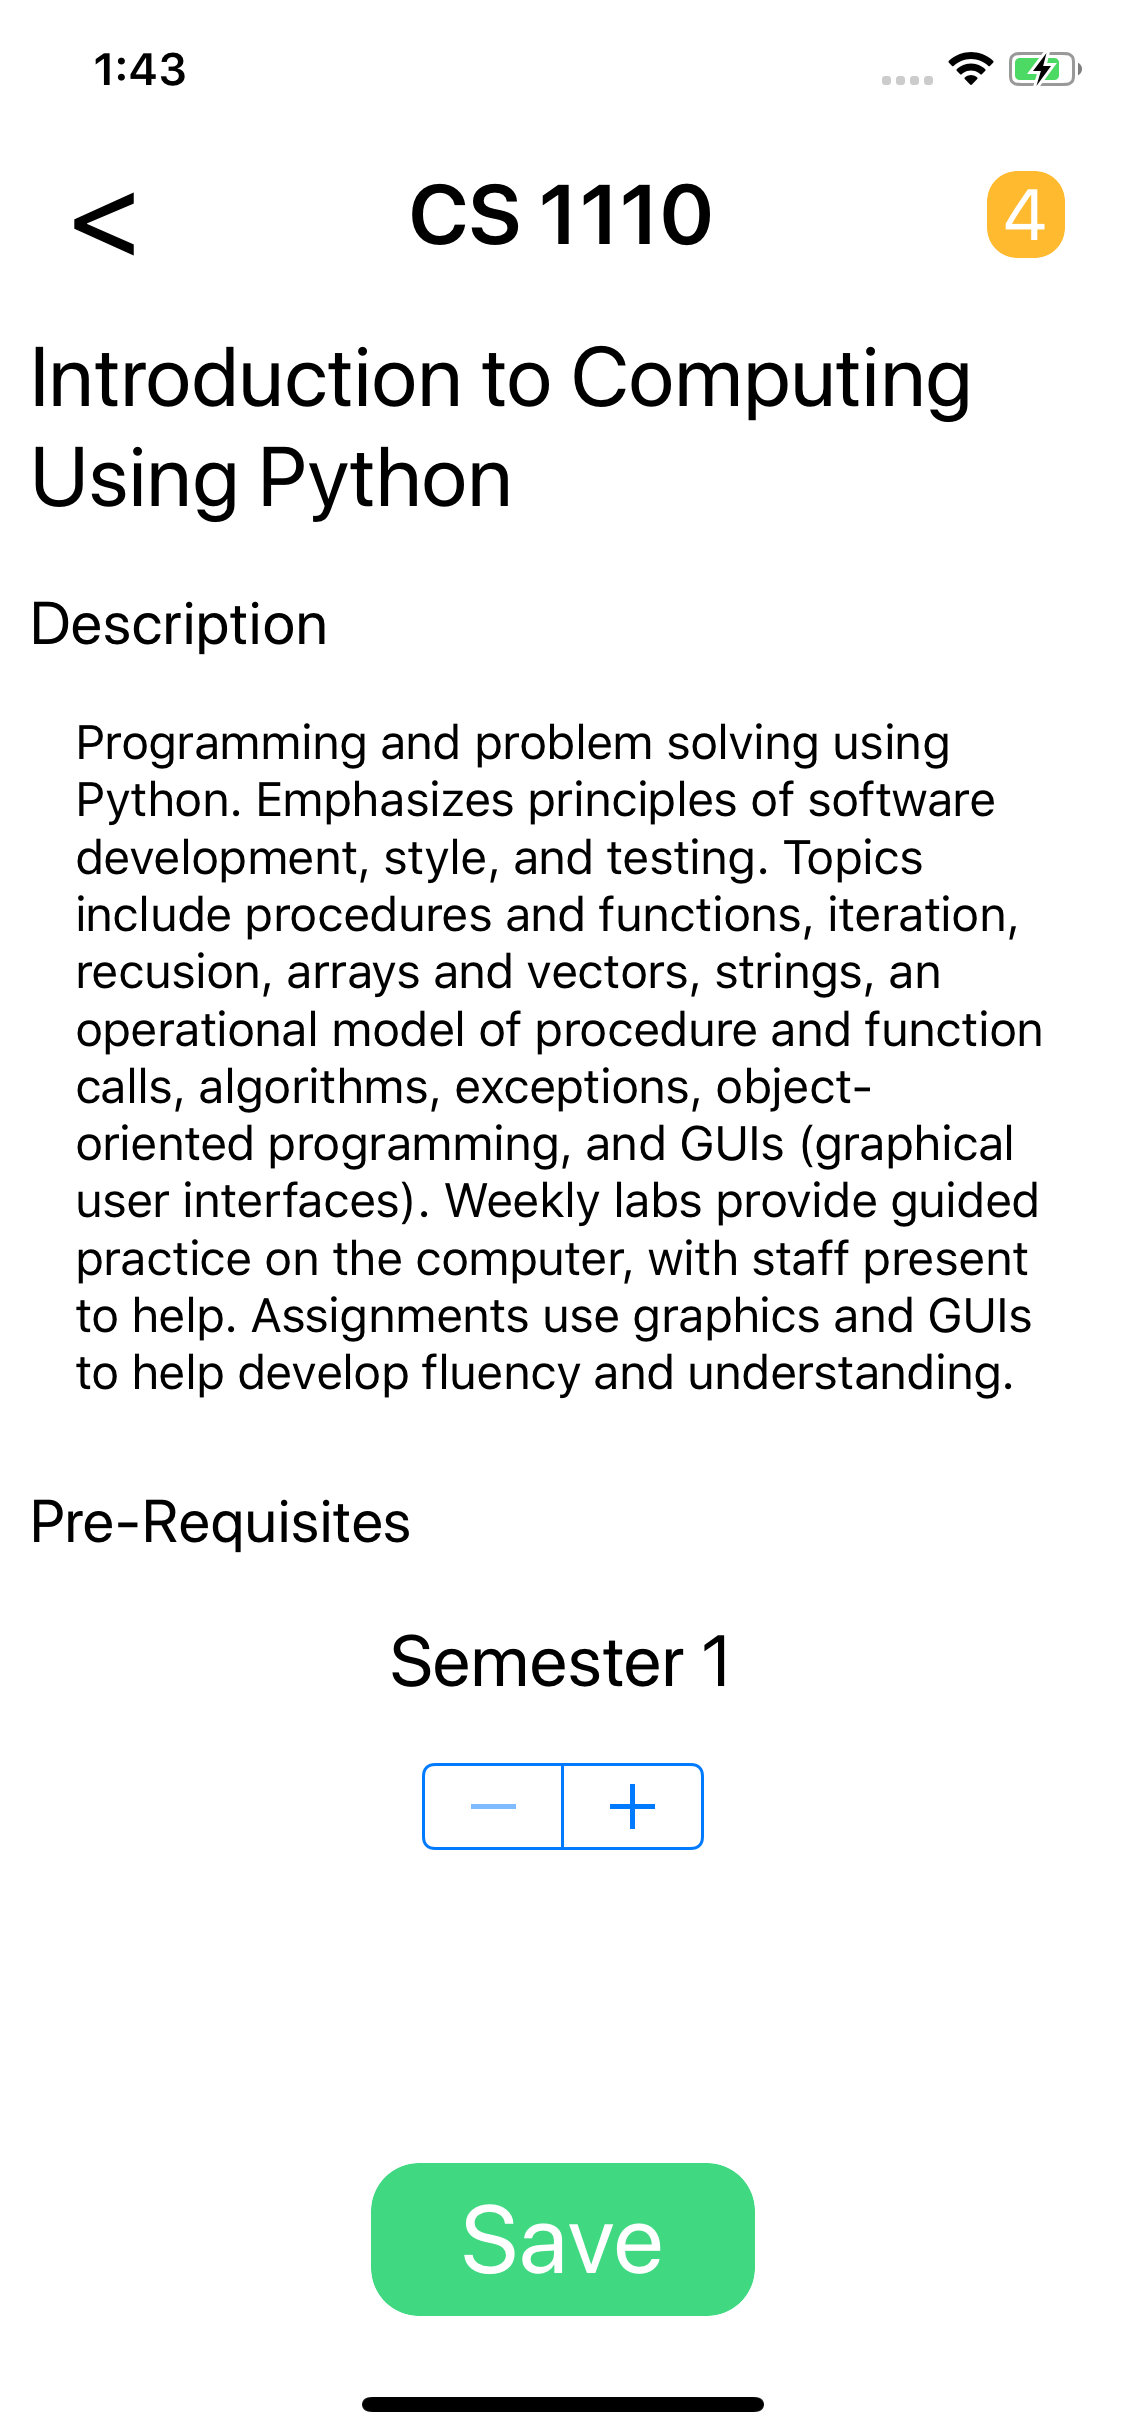 1:43
< CS 1110 4
Introduction to Computing
Using Python
Description
Programming and problem solving using
Python. Emphasizes principles of software
development, style, and testing. Topics
include procedures and functions, iteration,
recusion, arrays and vectors, strings, an
operational model of procedure and function
calls, algorithms, exceptions, object-
oriented programming, and GUIs (graphical
user interfaces). Weekly labs provide guided
practice on the computer, with staff present
to help. Assignments use graphics and GUIs
to help develop fluency and understanding.
Pre-Requisites
Semester 1
− +
Save